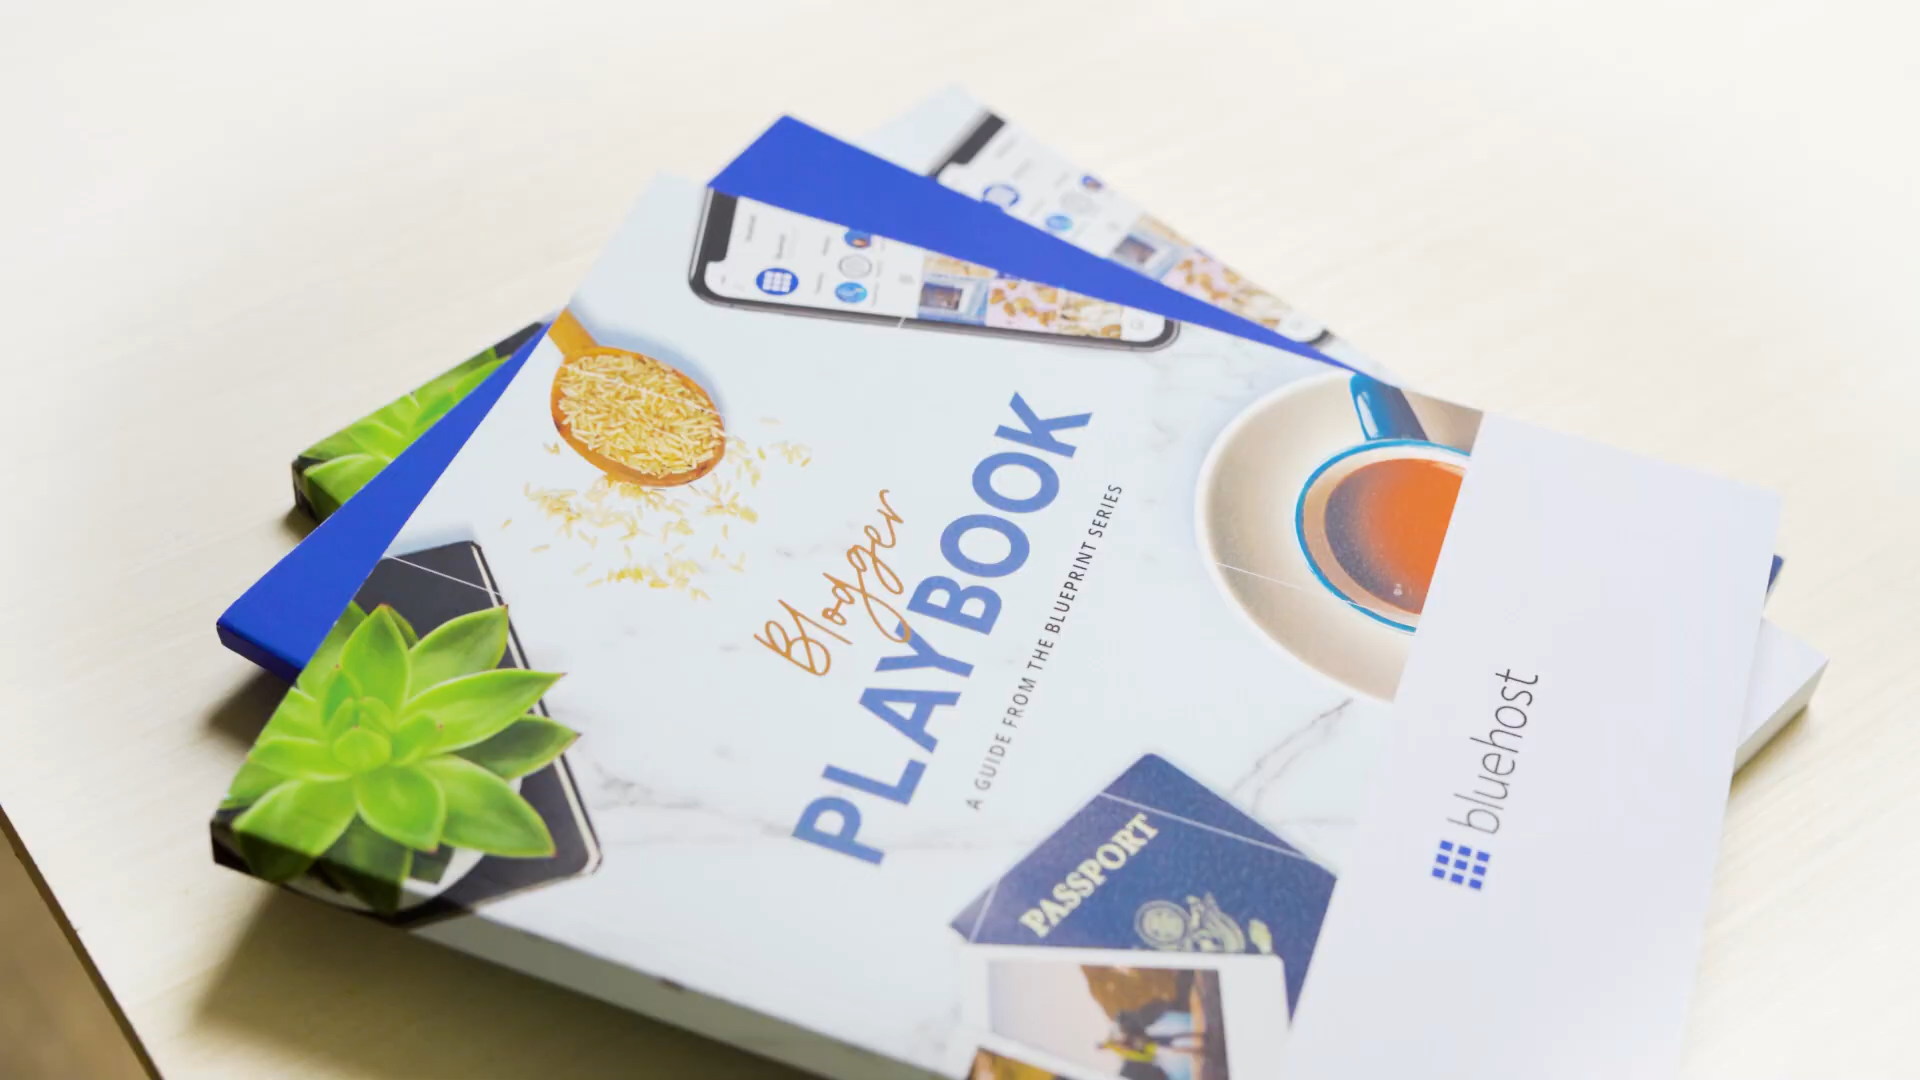 Blogger
PLAYBOOK
A GUIDE FROM THE BLUEPRINT SERIES
PASSPORT
bluehost